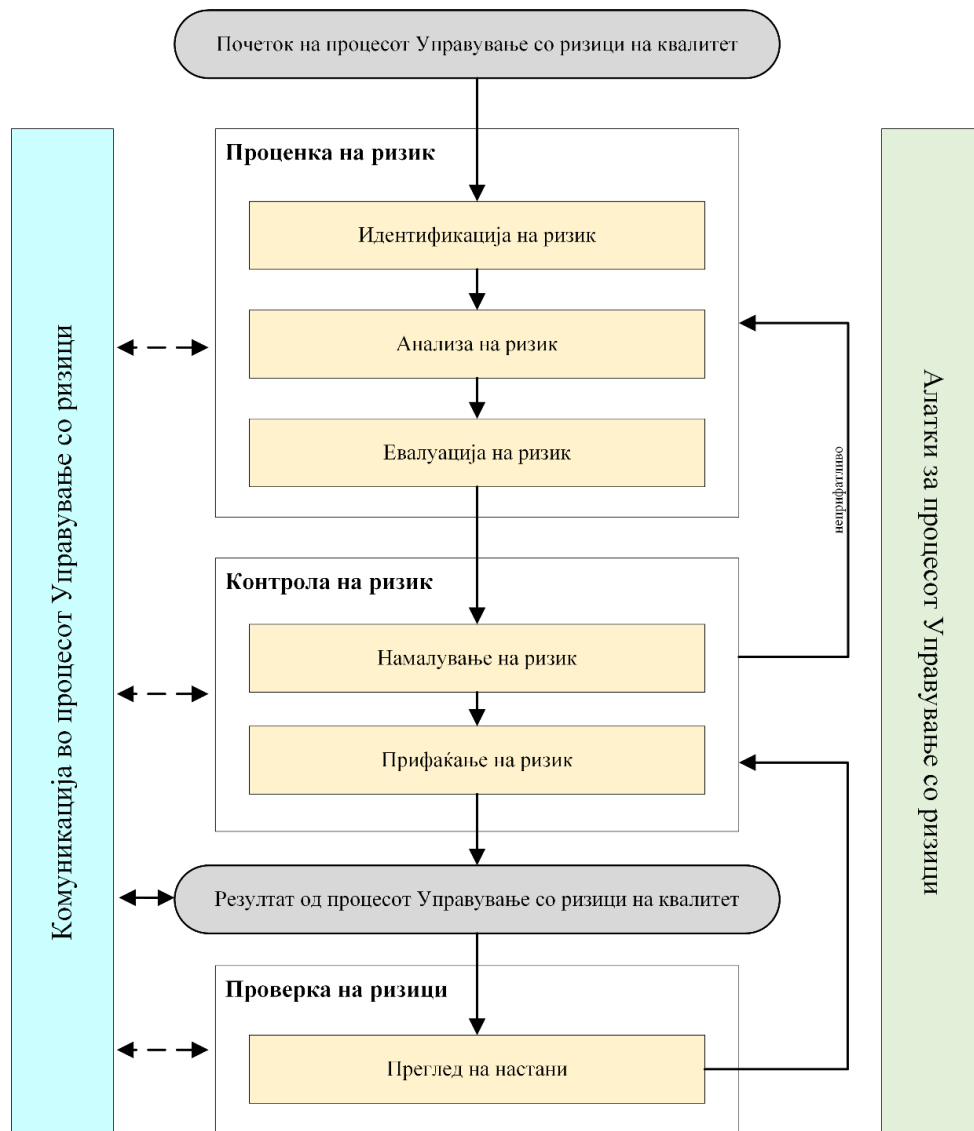 Почеток на процесот Управување со ризици на квалитет
Проценка на ризик
Идентификација на ризик
Анализа на ризик
Евалуација на ризик
неприфатливо
Контрола на ризик
Намалување на ризик
Прифаќање на ризик
Резултат од процесот Управување со ризици на квалитет
Проверка на ризици
Преглед на настани
Комуникација во процесот Управување со ризици
Алатки за процесот Управување со ризици